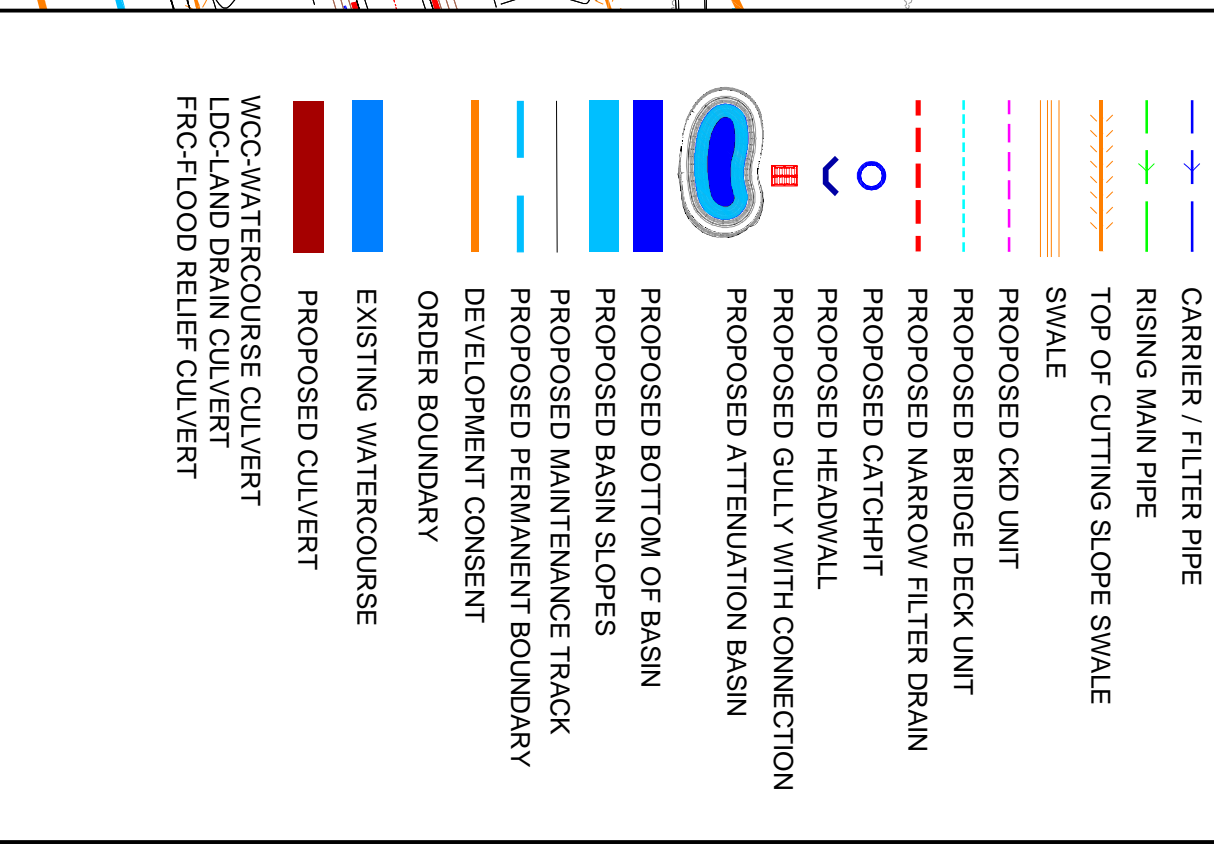 CARRIER / FILTER PIPE
RISING MAIN PIPE
TOP OF CUTTING SLOPE SWALE
SWALE
PROPOSED CKD UNIT
PROPOSED BRIDGE DECK UNIT
PROPOSED NARROW FILTER DRAIN
PROPOSED CATCHPIT
PROPOSED HEADWALL
PROPOSED GULLY WITH CONNECTION
PROPOSED ATTENUATION BASIN
PROPOSED BOTTOM OF BASIN
PROPOSED BASIN SLOPES
PROPOSED MAINTENANCE TRACK
PROPOSED PERMANENT BOUNDARY
DEVELOPMENT CONSENT
ORDER BOUNDARY
EXISTING WATERCOURSE
PROPOSED CULVERT
WCC-WATERCOURSE CULVERT
LDC-LAND DRAIN CULVERT
FRC-FLOOD RELIEF CULVERT